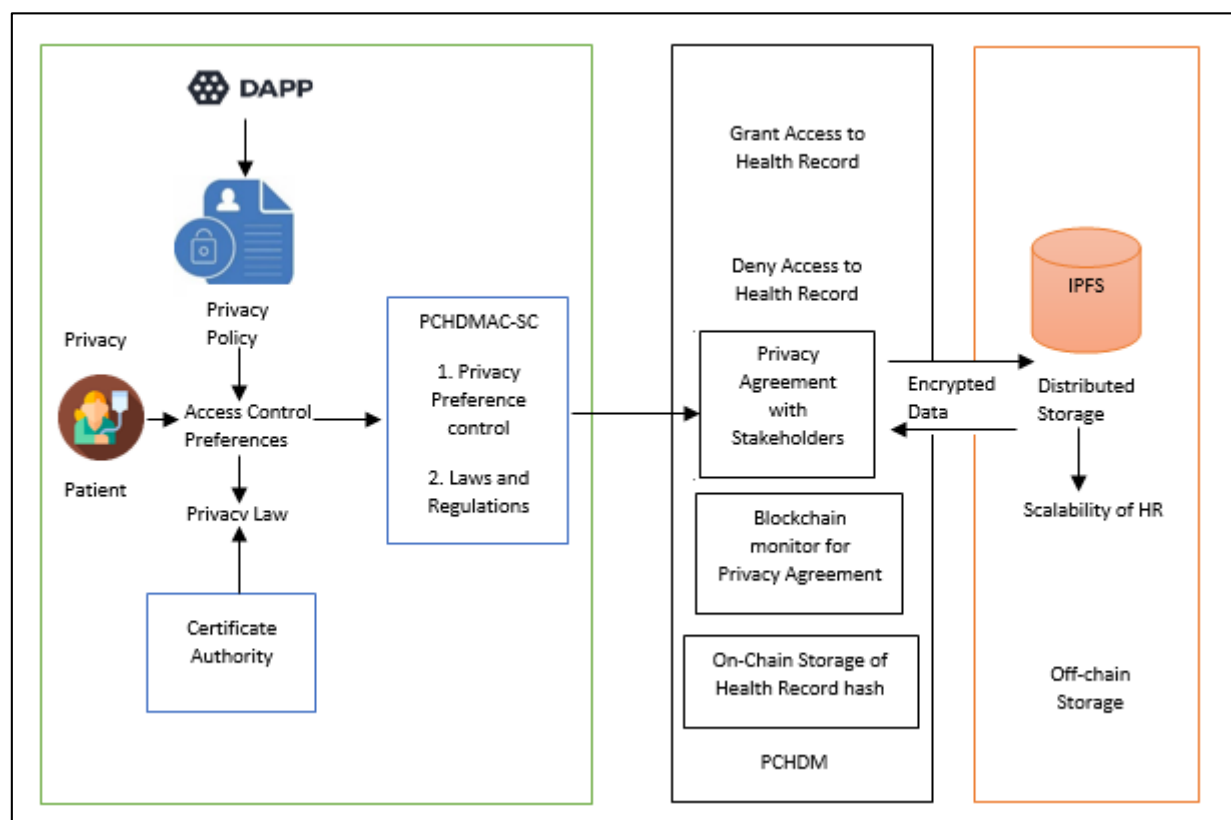 DAPP
Privacy
Policy
Privacy
Patient
Access Control
Preferences
Privacy Law
Certificate
Authority
PCHDMAC-SC
1. Privacy
Preference
control
2. Laws and
Regulations
Grant Access to
Health Record
Deny Access to
Health Record
Privacy
Agreement
with
Stakeholders
Blockchain
monitor for
Privacy Agreement
On-Chain Storage of
Health Record hash
PCHDM
Encrypted
Data
IPFS
Distributed
Storage
Scalability of HR
Off-chain
Storage